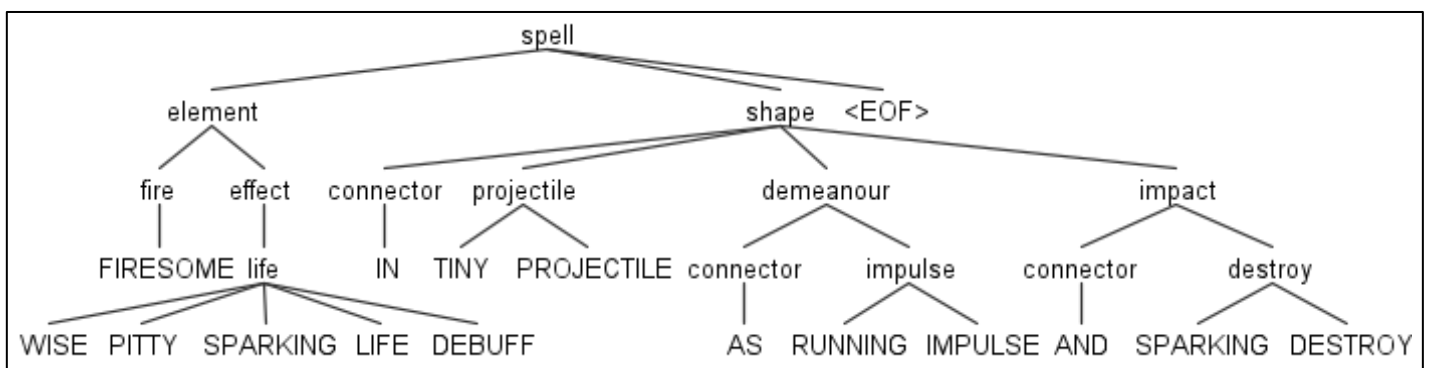 spell
element shape <EOF>
fire effect connector projectile demeanour impact
FIRESOME life IN TINY PROJECTILE connector impulse connector destroy
WISE PITTY SPARKING LIFE DEBUFF AS RUNNING IMPULSE AND SPARKING DESTROY